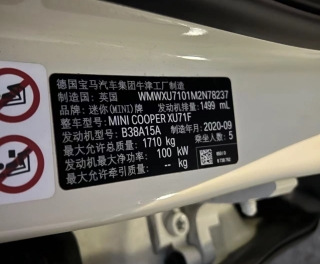 德国宝马汽车集团牛津工厂制造
制造国：英国 WMWXU7101M2N78237
品牌：迷你(MINI) 发动机排量：1499 mL
整车型号：MINI COOPER XU71F
发动机型号：B38A15A 制造年月：2020-09
最大允许总质量：1710 kg 乘坐人数：5
发动机最大净功率：100 kW
最大允许牵引质量：- kg